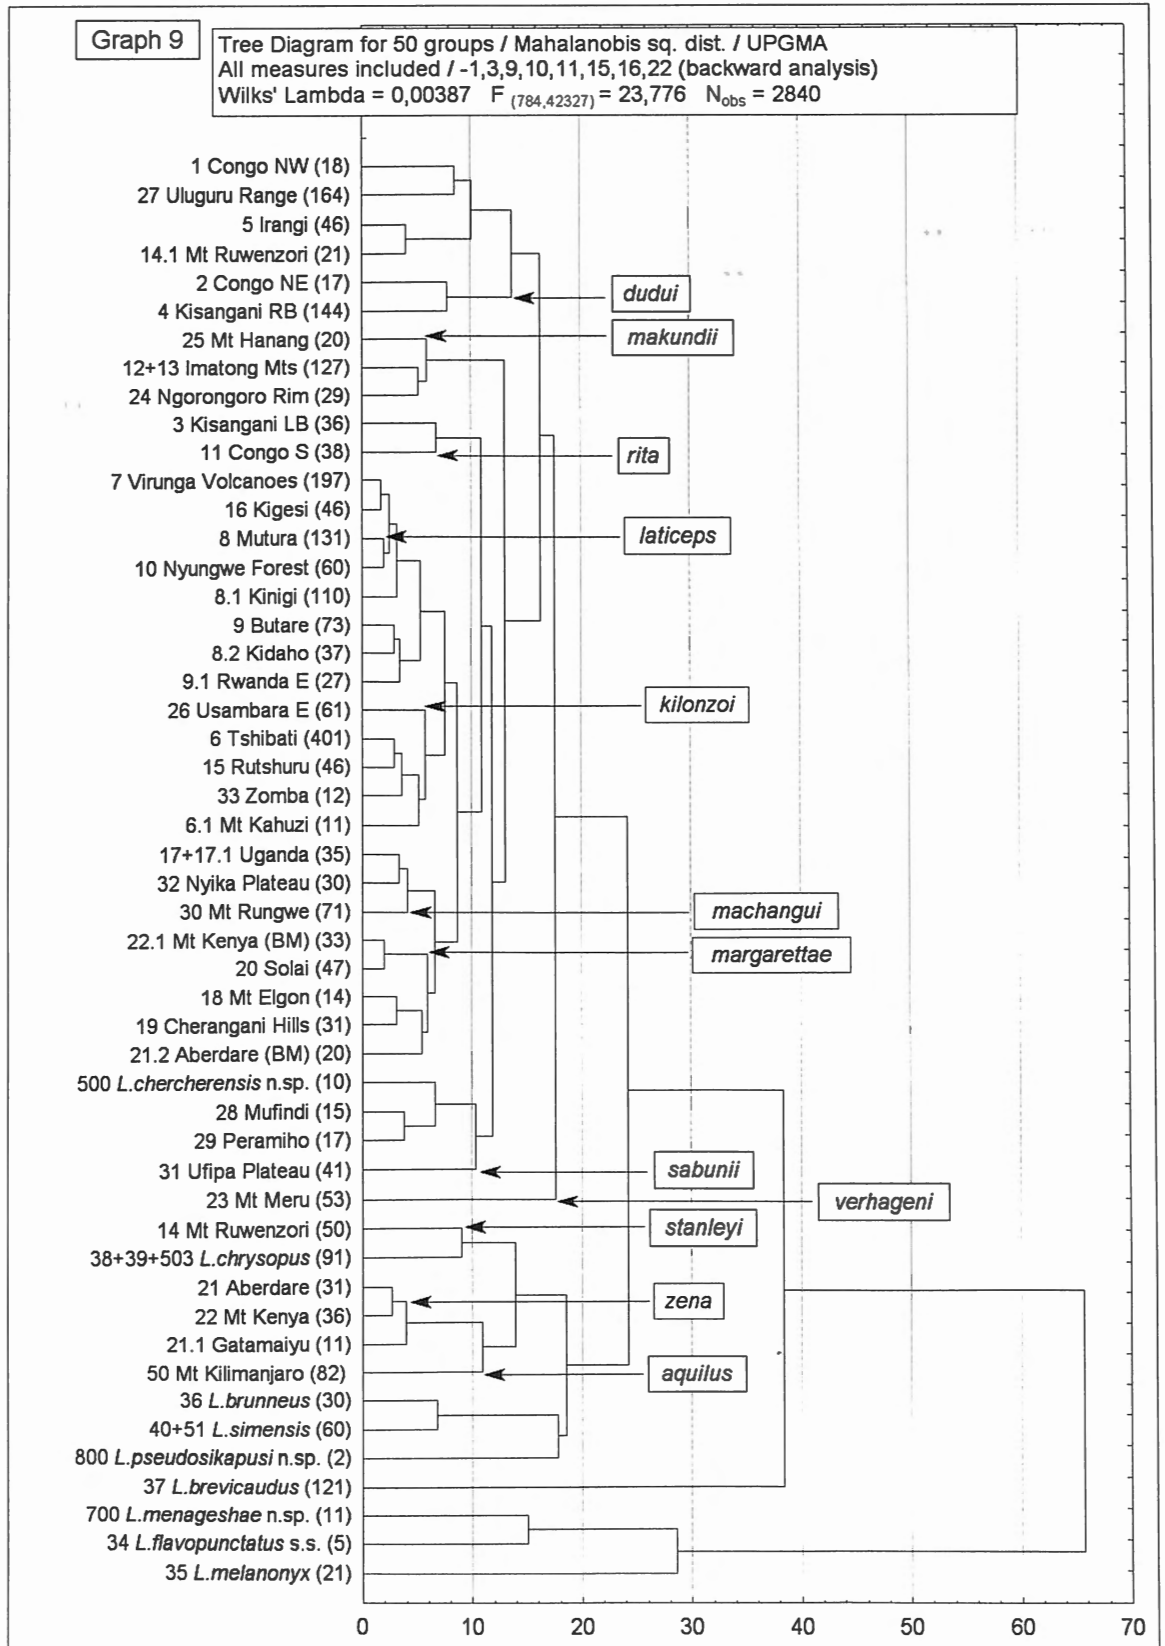 Graph 9
Tree Diagram for 50 groups / Mahalanobis sq. dist. / UPGMA
All measures included / -1,3,9,10,11,15,16,22 (backward analysis)
Wilks' Lambda = 0,00387 F (784,42327) = 23,776 Nobs = 2840
1 Congo NW (18)
27 Uluguru Range (164)
5 Irangi (46)
14.1 Mt Ruwenzori (21)
2 Congo NE (17)
dudui
4 Kisangani RB (144)
25 Mt Hanang (20)
makundii
12+13 Imatong Mts (127)
24 Ngorongoro Rim (29)
3 Kisangani LB (36)
11 Congo S (38)
rita
7 Virunga Volcanoes (197)
16 Kigesi (46)
8 Mutura (131)
laticeps
10 Nyungwe Forest (60)
8.1 Kinigi (110)
9 Butare (73)
8.2 Kidaho (37)
9.1 Rwanda E (27)
26 Usambara E (61)
kilonzoi
6 Tshibati (401)
15 Rutshuru (46)
33 Zomba (12)
6.1 Mt Kahuzi (11)
17+17.1 Uganda (35)
32 Nyika Plateau (30)
30 Mt Rungwe (71)
machangui
22.1 Mt Kenya (BM) (33)
margarettae
20 Solai (47)
18 Mt Elgon (14)
19 Cherangani Hills (31)
21.2 Aberdare (BM) (20)
500 L.chercherensis n.sp. (10)
28 Mufindi (15)
29 Peramiho (17)
31 Ufipa Plateau (41)
sabunii
23 Mt Meru (53)
verhageni
14 Mt Ruwenzori (50)
stanleyi
38+39+503 L.chrysopus (91)
21 Aberdare (31)
zena
22 Mt Kenya (36)
21.1 Gatamaiyu (11)
50 Mt Kilimanjaro (82)
aquilus
36 L.brunneus (30)
40+51 L.simensis (60)
800 L.pseudosikapusi n.sp. (2)
37 L.brevicaudus (121)
700 L.menageshae n.sp. (11)
34 L.flavopunctatus s.s. (5)
35 L.melanonyx (21)
0 10 20 30 40 50 60 70